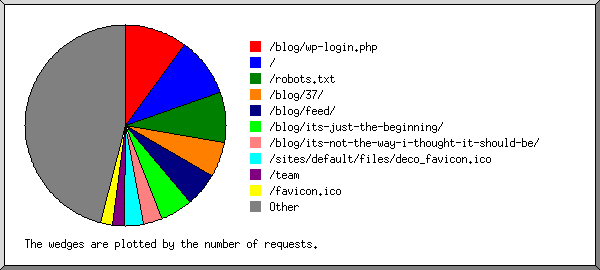 /blog/wp-login.php
/
/robots.txt
/blog/37/
/blog/feed/
/blog/its-just-the-beginning/
/blog/its-not-the-way-i-thought-it-should-be/
/sites/default/files/deco_favicon.ico
/team
/favicon.ico
Other
The wedges are plotted by the number of requests.